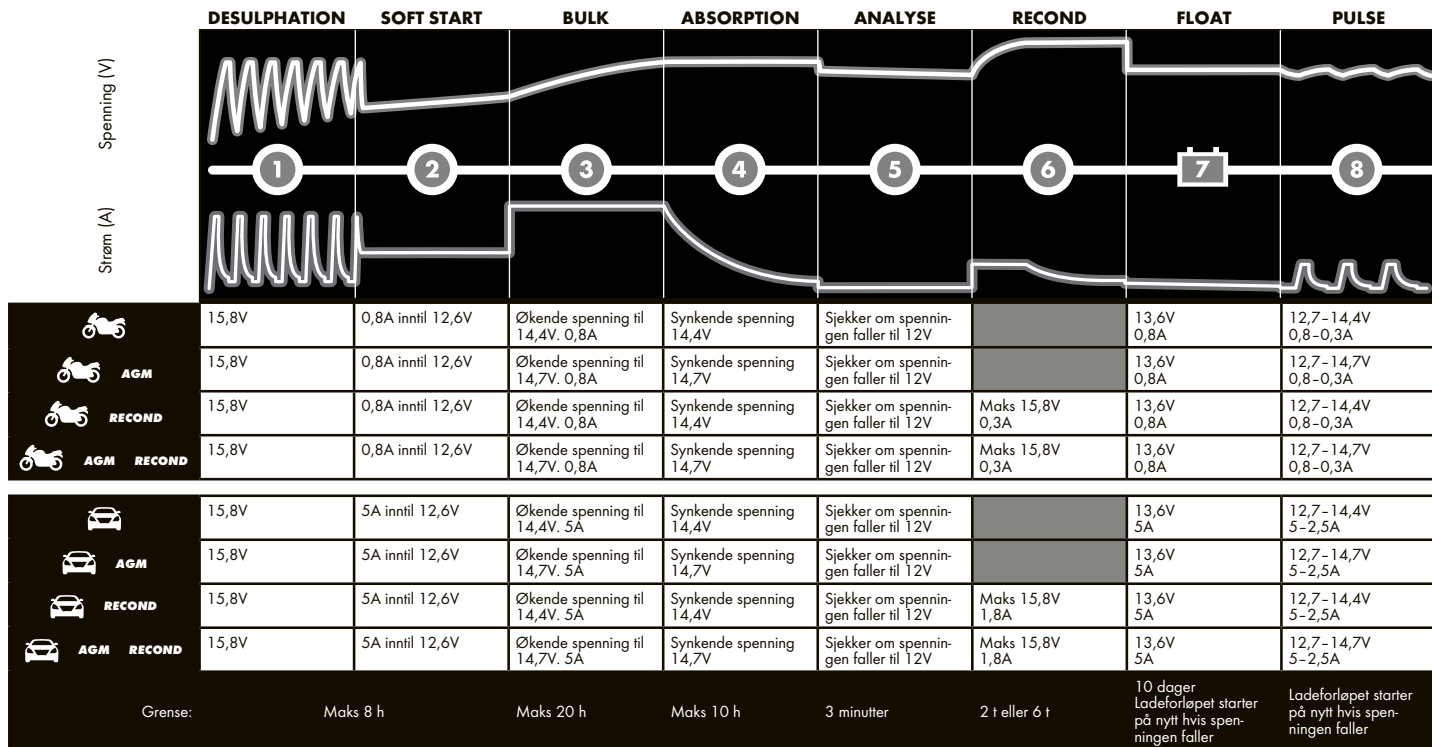 DESULPHATION SOFT START BULK ABSORPTION ANALYSE RECOND FLOAT PULSE
Spenning (V)
1 2 3 4 5 6 7 8
Strøm (A)
15,8V 0,8A inntil 12,6V Økende spenning til Synkende spenning Sjekker om spennin- 13,6V 12,7–14,4V
14,4V. 0,8A 14,4V gen faller til 12V 0,8A 0,8–0,3A
AGM 15,8V 0,8A inntil 12,6V Økende spenning til Synkende spenning Sjekker om spennin- 13,6V 12,7–14,7V
14,7V. 0,8A 14,7V gen faller til 12V 0,8A 0,8–0,3A
RECOND 15,8V 0,8A inntil 12,6V Økende spenning til Synkende spenning Sjekker om spennin- Maks 15,8V 13,6V 12,7–14,4V
14,4V. 0,8A 14,4V gen faller til 12V 0,3A 0,8A 0,8–0,3A
AGM RECOND 15,8V 0,8A inntil 12,6V Økende spenning til Synkende spenning Sjekker om spennin- Maks 15,8V 13,6V 12,7–14,7V
14,7V. 0,8A 14,7V gen faller til 12V 0,3A 0,8A 0,8–0,3A
15,8V 5A inntil 12,6V Økende spenning til Synkende spenning Sjekker om spennin- 13,6V 12,7–14,4V
14,4V. 5A 14,4V gen faller til 12V 5A 5–2,5A
AGM 15,8V 5A inntil 12,6V Økende spenning til Synkende spenning Sjekker om spennin- 13,6V 12,7–14,7V
14,7V. 5A 14,7V gen faller til 12V 5A 5–2,5A
RECOND 15,8V 5A inntil 12,6V Økende spenning til Synkende spenning Sjekker om spennin- Maks 15,8V 13,6V 12,7–14,4V
14,4V. 5A 14,4V gen faller til 12V 1,8A 5A 5–2,5A
AGM RECOND 15,8V 5A inntil 12,6V Økende spenning til Synkende spenning Sjekker om spennin- Maks 15,8V 13,6V 12,7–14,7V
14,7V. 5A 14,7V gen faller til 12V 1,8A 5A 5–2,5A
Grense: Maks 8 h Maks 20 h Maks 10 h 3 minutter 2 t eller 6 t
10 dager
Ladeforløpet starter
på nytt hvis spen-
ningen faller
Ladeforløpet starter
på nytt hvis spen-
ningen faller